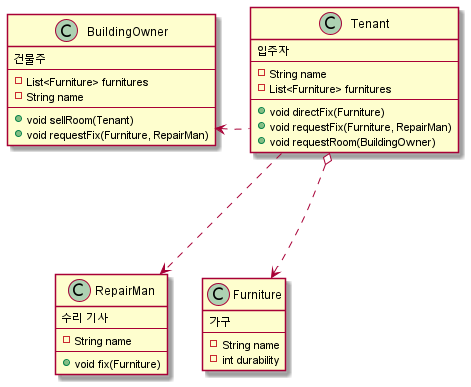 C BuildingOwner
건물주
List<Furniture> furnitures
String name
void sellRoom(Tenant)
void requestFix(Furniture, RepairMan)
C Tenant
입주자
String name
List<Furniture> furnitures
void directFix(Furniture)
void requestFix(Furniture, RepairMan)
void requestRoom(BuildingOwner)
C RepairMan
수리 기사
String name
void fix(Furniture)
C Furniture
가구
String name
int durability